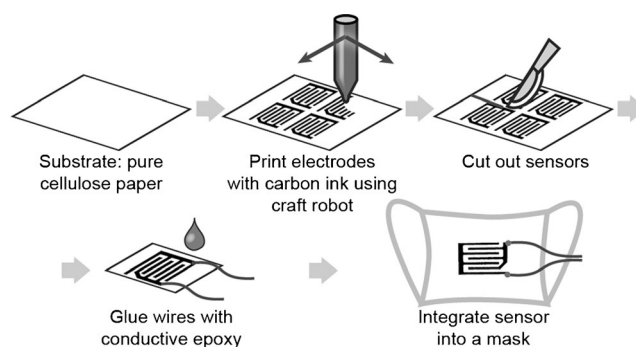 Substrate: pure
cellulose paper
Print electrodes
with carbon ink using
craft robot
Cut out sensors
Glue wires with
conductive epoxy
Integrate sensor
into a mask